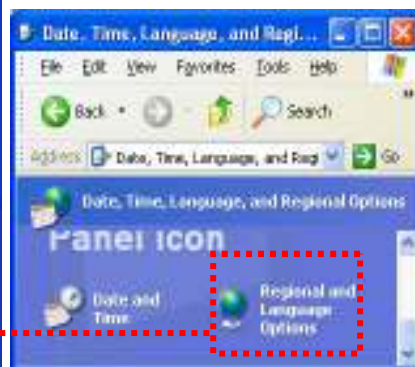 Date, Time, Language, and Regi...
File Edit View Favorites Tools Help
Back Search
Address Date, Time, Language, and Regi Go
Date, Time, Language, and Regional Options
Panel icon
Date and
Time
Regional and
Language
Options